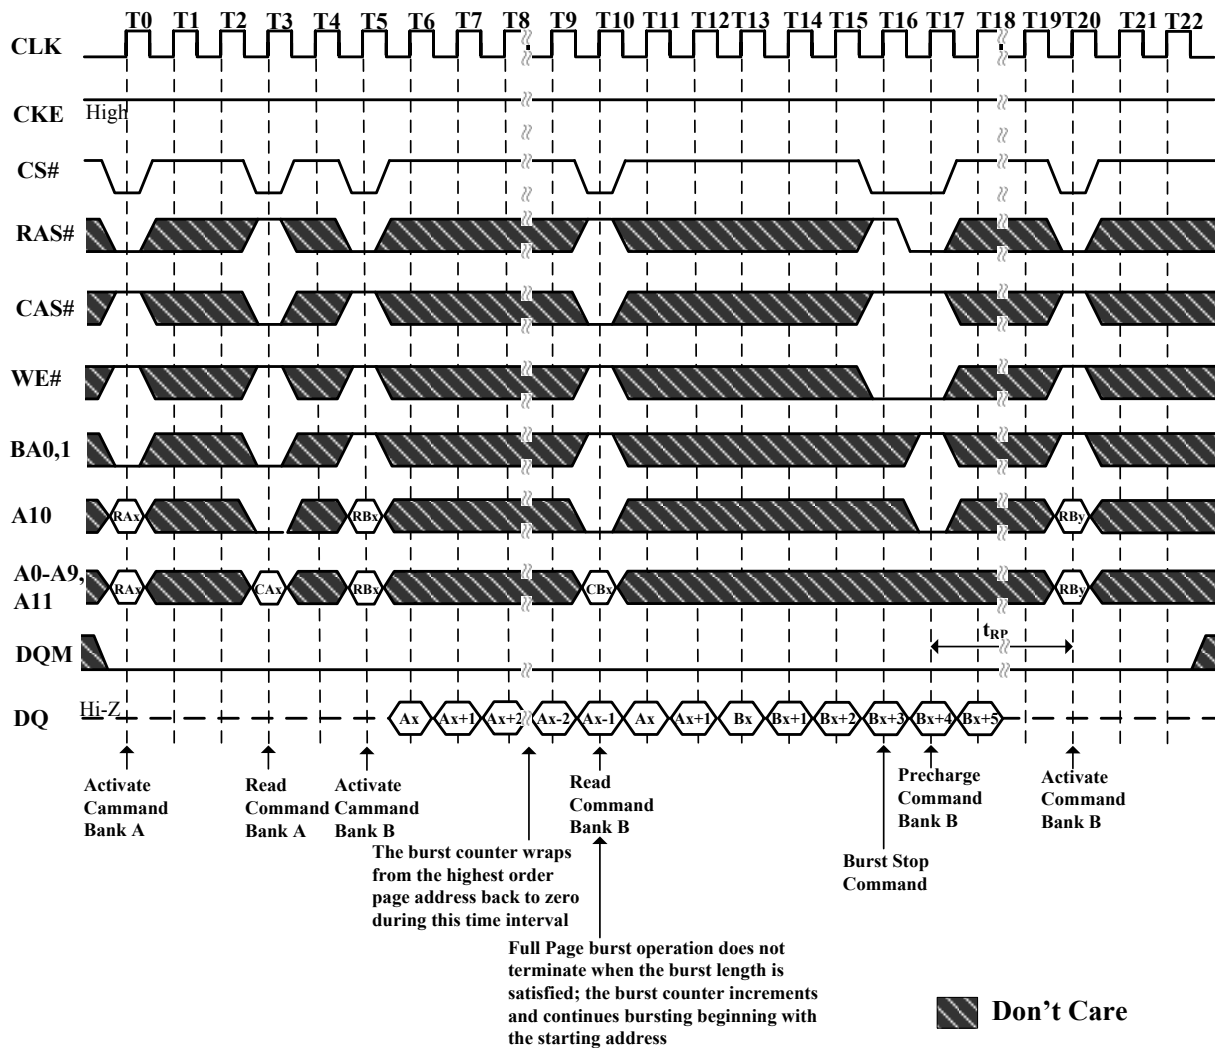 T0 T1 T2 T3 T4 T5 T6 T7 T8 T9 T10 T11 T12 T13 T14 T15 T16 T17 T18 T19 T20 T21 T22
CLK
CKE High
CS#
RAS#
CAS#
WE#
BA0,1
A10 RAx RBx RBy
A0-A9,
A11 RAx CAx RBx CBx RBy
tRP
DQM
DQ Hi-Z Ax Ax+1 Ax+2 Ax-2 Ax-1 Ax Ax+1 Bx Bx+1 Bx+2 Bx+3 Bx+4 Bx+5
Activate
Cammand
Bank A
Read
Command
Bank A
Activate
Cammand
Bank B
Read
Command
Bank B
Precharge
Command
Bank B
Activate
Command
Bank B
The burst counter wraps
from the highest order
page address back to zero
during this time interval
Burst Stop
Command
Full Page burst operation does not
terminate when the burst length is
satisfied; the burst counter increments
and continues bursting beginning with
the starting address
Don't Care